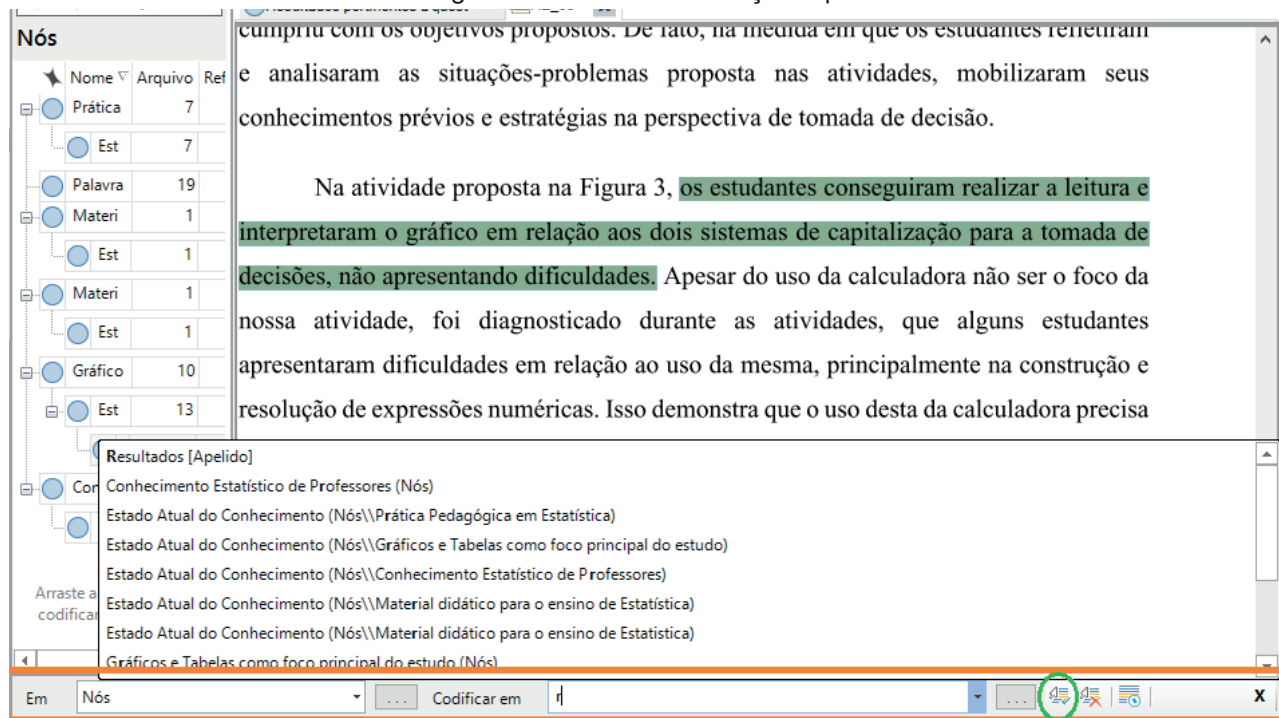 Nós
Nome Arquivo Ref
Prática 7
Est 7
Palavra 19
Materi 1
Est 1
Materi 1
Est 1
Gráfico 10
Est 13
Con
Arraste a
codificar
cumpriu com os objetivos propostos. De fato, na medida em que os estudantes refletiram
e analisaram as situações-problemas proposta nas atividades, mobilizaram seus
conhecimentos prévios e estratégias na perspectiva de tomada de decisão.
Na atividade proposta na Figura 3, os estudantes conseguiram realizar a leitura e
interpretaram o gráfico em relação aos dois sistemas de capitalização para a tomada de
decisões, não apresentando dificuldades. Apesar do uso da calculadora não ser o foco da
nossa atividade, foi diagnosticado durante as atividades, que alguns estudantes
apresentaram dificuldades em relação ao uso da mesma, principalmente na construção e
resolução de expressões numéricas. Isso demonstra que o uso desta da calculadora precisa
Resultados [Apelido]
Conhecimento Estatístico de Professores (Nós)
Estado Atual do Conhecimento (Nós\\Prática Pedagógica em Estatística)
Estado Atual do Conhecimento (Nós\\Gráficos e Tabelas como foco principal do estudo)
Estado Atual do Conhecimento (Nós\\Conhecimento Estatístico de Professores)
Estado Atual do Conhecimento (Nós\\Material didático para o ensino de Estatística)
Estado Atual do Conhecimento (Nós\\Material didático para o ensino de Estatistica)
Gráficos e Tabelas como foco principal do estudo (Nós)
Em Nós ... Codificar em r ... X